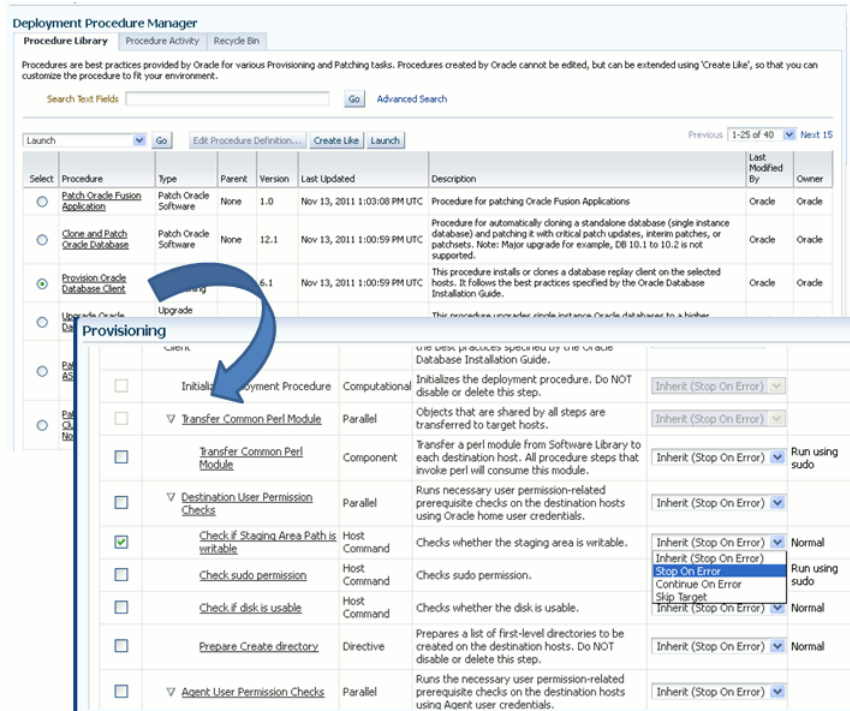 Deployment Procedure Manager
Procedure Library Procedure Activity Recycle Bin
Procedures are best practices provided by Oracle for various Provisioning and Patching tasks. Procedures created by Oracle cannot be edited, but can be extended using 'Create Like', so that you can
customize the procedure to fit your environment.
Search Text Fields Go Advanced Search
Launch Go Edit Procedure Definition... Create Like Launch Previous 1-25 of 40 Next 15
Last
Modified
Select Procedure Type Parent Version Last Updated Description By Owner
Patch Oracle Fusion Patch Oracle
Application Software None 1.0 Nov 13, 2011 1:03:08 PM UTC Procedure for patching Oracle Fusion Applications Oracle Oracle
Procedure for automatically cloning a standalone database (single instance
Clone and Patch Patch Oracle None 12.1 Nov 13, 2011 1:00:59 PM UTC database) and patching it with critical patch updates, interim patches, or Oracle Oracle
Oracle Database Software patchsets. Note: Major upgrade for example, DB 10.1 to 10.2 is not
supported.
Provision Oracle This procedure installs or clones a database replay client on the selected
Database Client 6.1 Nov 13, 2011 1:00:59 PM UTC hosts. It follows the best practices specified by the Oracle Database Oracle Oracle
Installation Guide.
Upgrade Oracle Upgrade This procedure upgrades single instance Oracle databases to a higher
Provisioning
Client the best practices specified by the Oracle
Database Installation Guide.
Deployment Procedure Computational Initializes the deployment procedure. Do NOT Inherit (Stop On Error)
disable or delete this step.
Transfer Common Perl Module Parallel Objects that are shared by all steps are Inherit (Stop On Error)
transferred to target hosts.
Transfer Common Perl Component Transfer a perl module from Software Library to Inherit (Stop On Error) Run using
Module each destination host. All procedure steps that sudo
invoke perl will consume this module.
Destination User Permission Parallel Runs necessary user permission-related Inherit (Stop On Error)
Checks prerequisite checks on the destination hosts
using Oracle home user credentials.
Check if Staging Area Path is Host Checks whether the staging area is writable. Inherit (Stop On Error) Normal
writable Command
Inherit (Stop On Error)
Check sudo permission Host Checks sudo permission. Stop On Error Run using
Command Continue On Error sudo
Skip Target
Check if disk is usable Host Checks whether the disk is usable. Inherit (Stop On Error) Normal
Command
Prepare Create directory Directive Prepares a list of first-level directories to be Inherit (Stop On Error) Normal
created on the destination hosts. Do NOT
disable or delete this step.
Agent User Permission Checks Parallel Runs the necessary user permission-related Inherit (Stop On Error)
prerequisite checks on the destination hosts
using Agent user credentials.